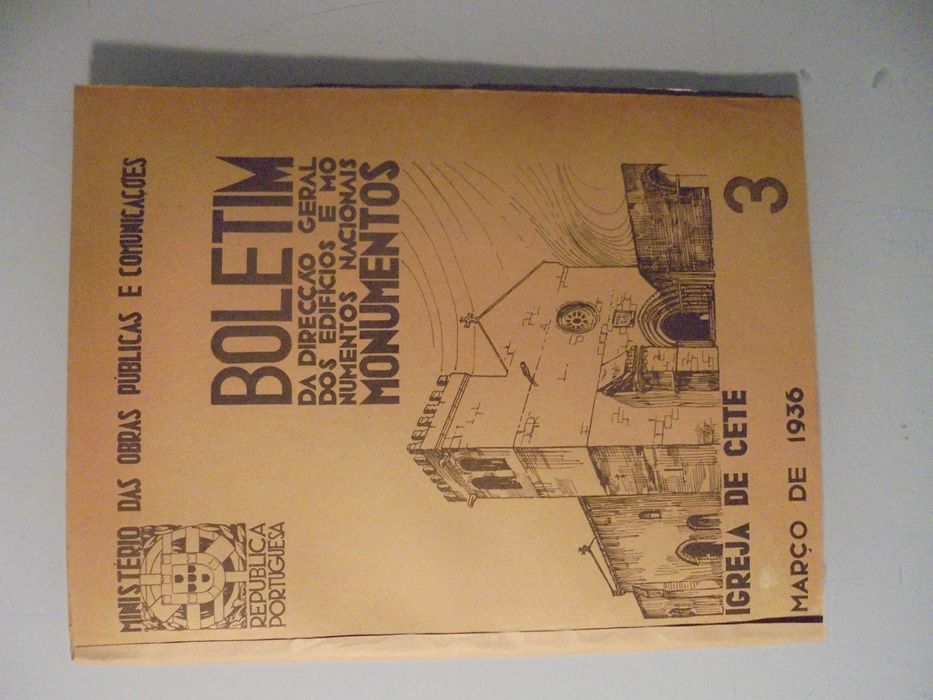 MINISTÉRIO DAS OBRAS PÚBLICAS E COMUNICAÇÕES
REPÚBLICA
PORTUGUESA
BOLETIM
DA DIRECÇÃO GERAL
DOS EDIFÍCIOS E MO
NUMENTOS NACIONAIS
MONUMENTOS
IGREJA DE CETE 3
MARÇO DE 1936